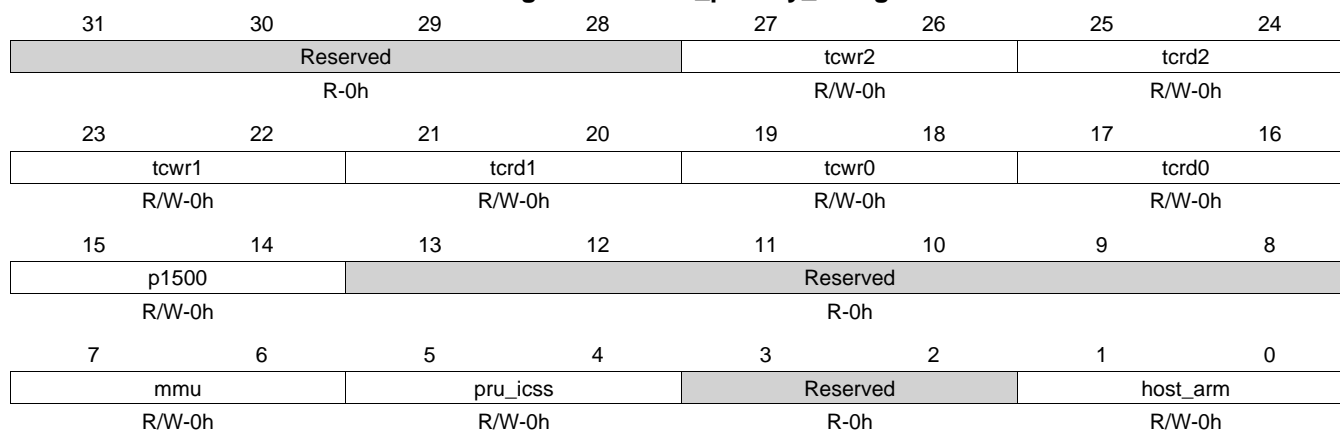 31 30 29 28 27 26 25 24
Reserved tcwr2 tcrd2
R-0h R/W-0h R/W-0h
23 22 21 20 19 18 17 16
tcwr1 tcrd1 tcwr0 tcrd0
R/W-0h R/W-0h R/W-0h R/W-0h
15 14 13 12 11 10 9 8
p1500 Reserved
R/W-0h R-0h
7 6 5 4 3 2 1 0
mmu pru_icss Reserved host_arm
R/W-0h R/W-0h R-0h R/W-0h